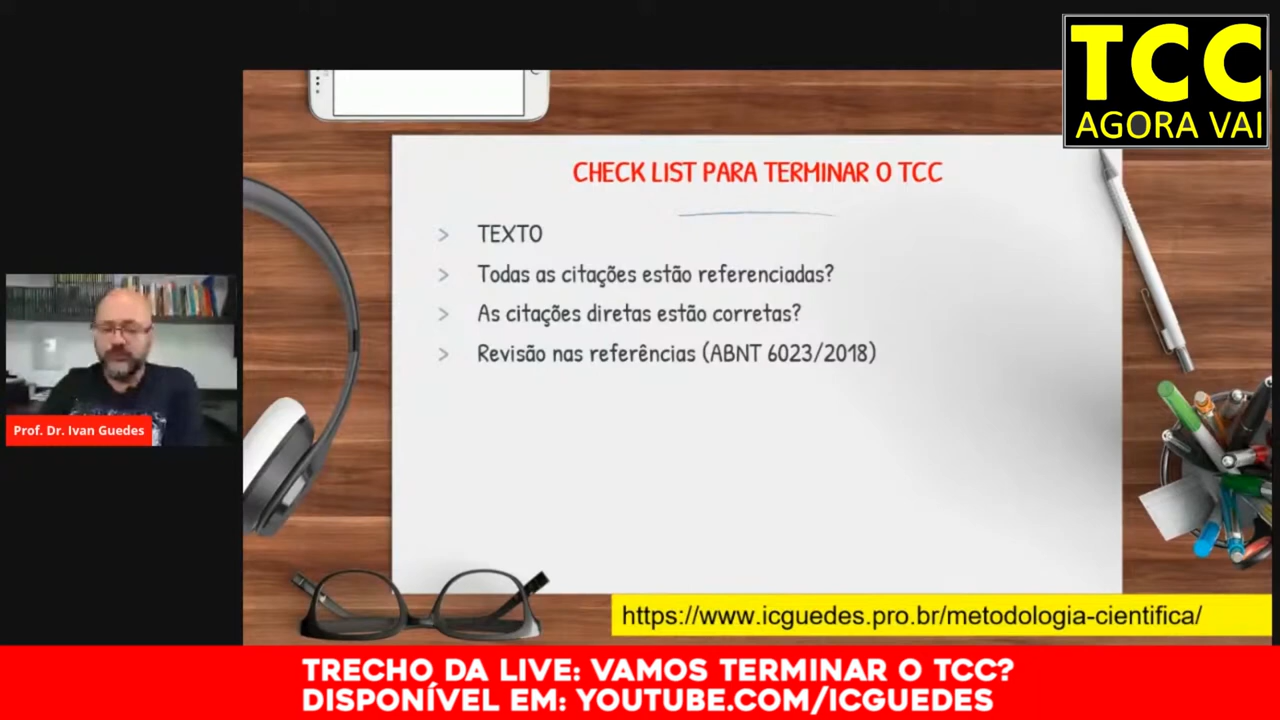 TCC
AGORA VAI
CHECK LIST PARA TERMINAR O TCC
> TEXTO
> Todas as citações estão referenciadas?
> As citações diretas estão corretas?
> Revisão nas referências (ABNT 6023/2018)
Prof. Dr. Ivan Guedes
https://www.icguedes.pro.br/metodologia-cientifica/
TRECHO DA LIVE: VAMOS TERMINAR O TCC?
DISPONÍVEL EM: YOUTUBE.COM/ICGUEDES